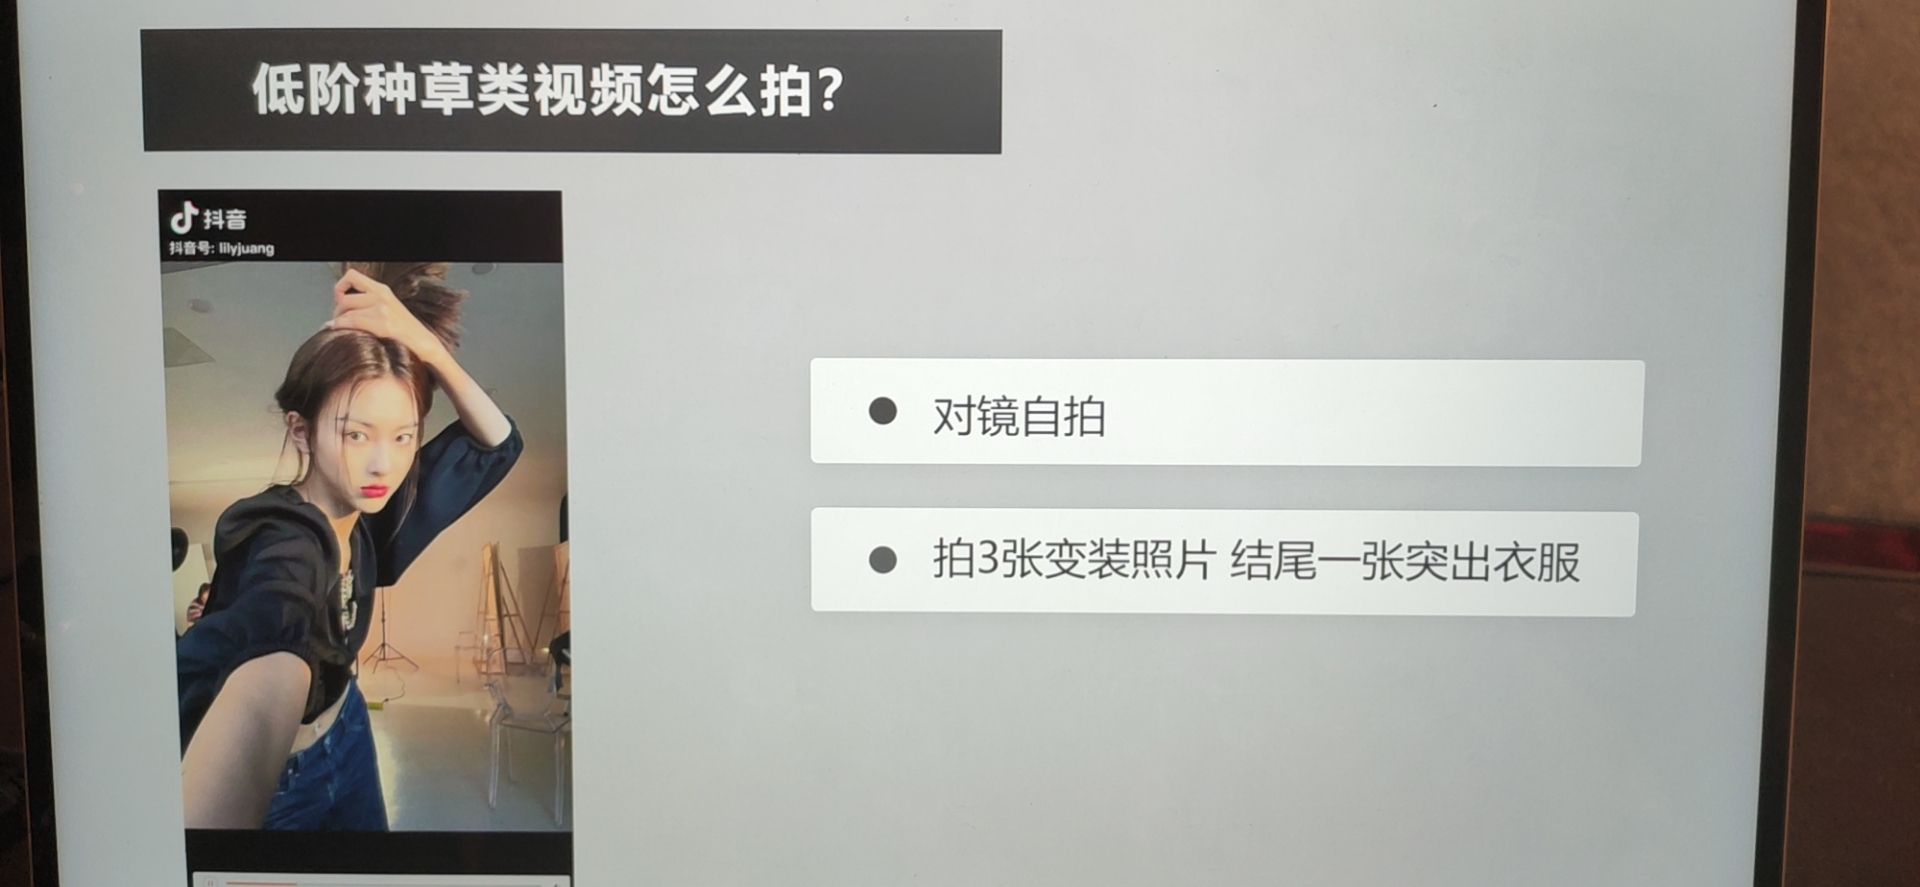 低阶种草类视频怎么拍？
抖音
抖音号: lilyjuang
对镜自拍
拍3张变装照片 结尾一张突出衣服